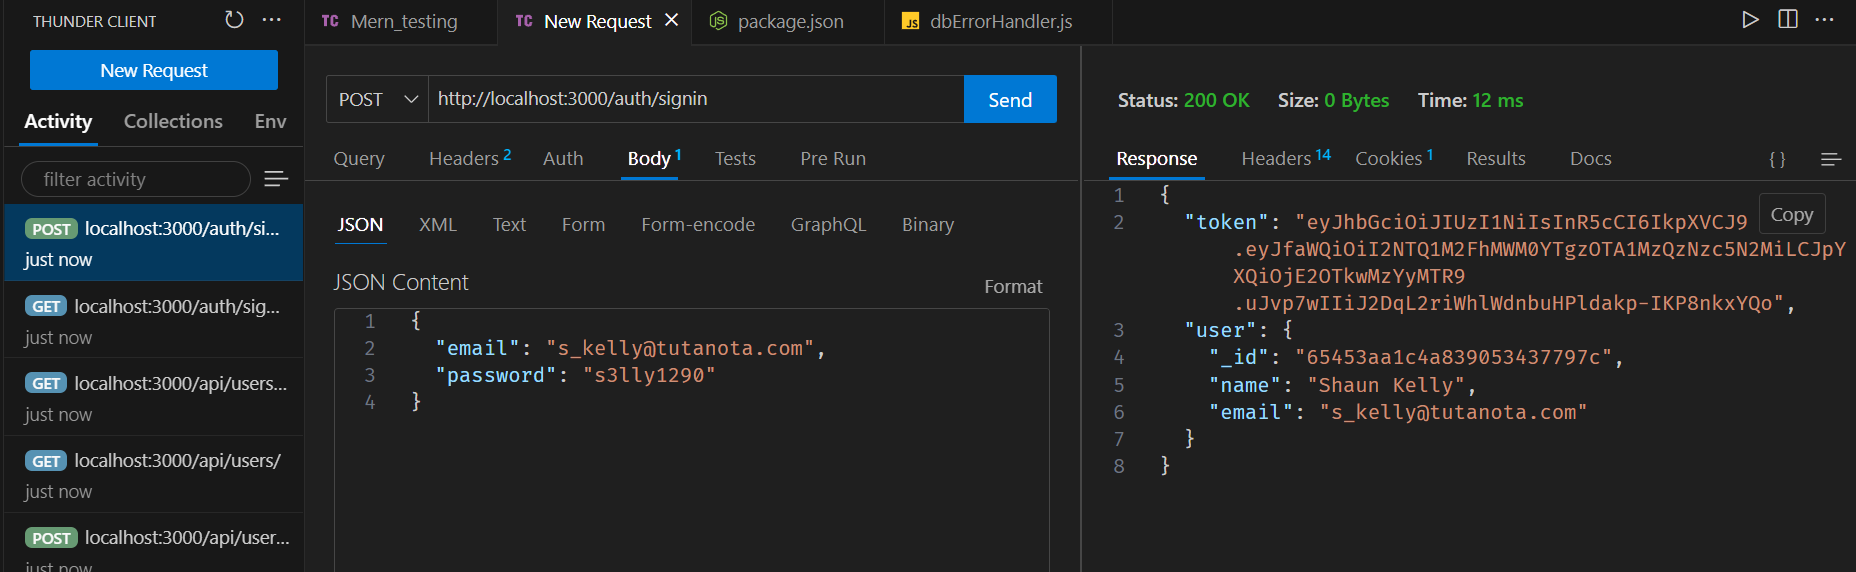 THUNDER CLIENT
New Request
Activity Collections Env
filter activity
POST localhost:3000/auth/si...
just now
GET localhost:3000/auth/sig...
just now
GET localhost:3000/api/users...
just now
GET localhost:3000/api/users/
just now
POST localhost:3000/api/user...
just now
TC Mern_testing
TC New Request
package.json
JS dbErrorHandler.js
POST http://localhost:3000/auth/signin Send
Query Headers 2 Auth Body 1 Tests Pre Run
JSON XML Text Form Form-encode GraphQL Binary
JSON Content Format
1 {
2 "email": "s_kelly@tutanota.com",
3 "password": "s3lly1290"
4 }
Status: 200 OK Size: 0 Bytes Time: 12 ms
Response Headers 14 Cookies 1 Results Docs { }
Copy
1 {
2 "token": "eyJhbGciOiJIUzI1NiIsInR5cCI6IkpXVCJ9
.eyJfaWQiOiI2NTQ1M2FhMWM0YTgzOTA1MzQzNzc5N2MiLCJpY
XQiOjE2OTkwMzYyMTR9
.uJvp7wIIiJ2DqL2riWhlWdnbuHPldakp-IKP8nkxYQo",
3 "user": {
4 "_id": "65453aa1c4a839053437797c",
5 "name": "Shaun Kelly",
6 "email": "s_kelly@tutanota.com"
7 }
8 }